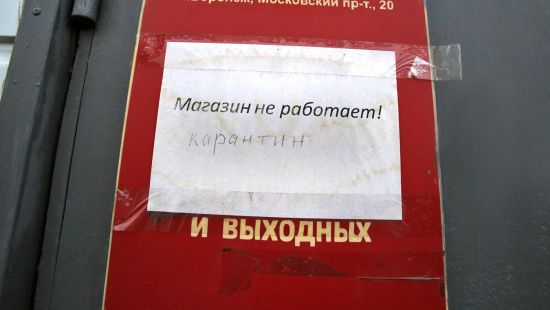 Воронеж, Московский пр-т., 20
Магазин не работает!
карантин
И ВЫХОДНЫХ